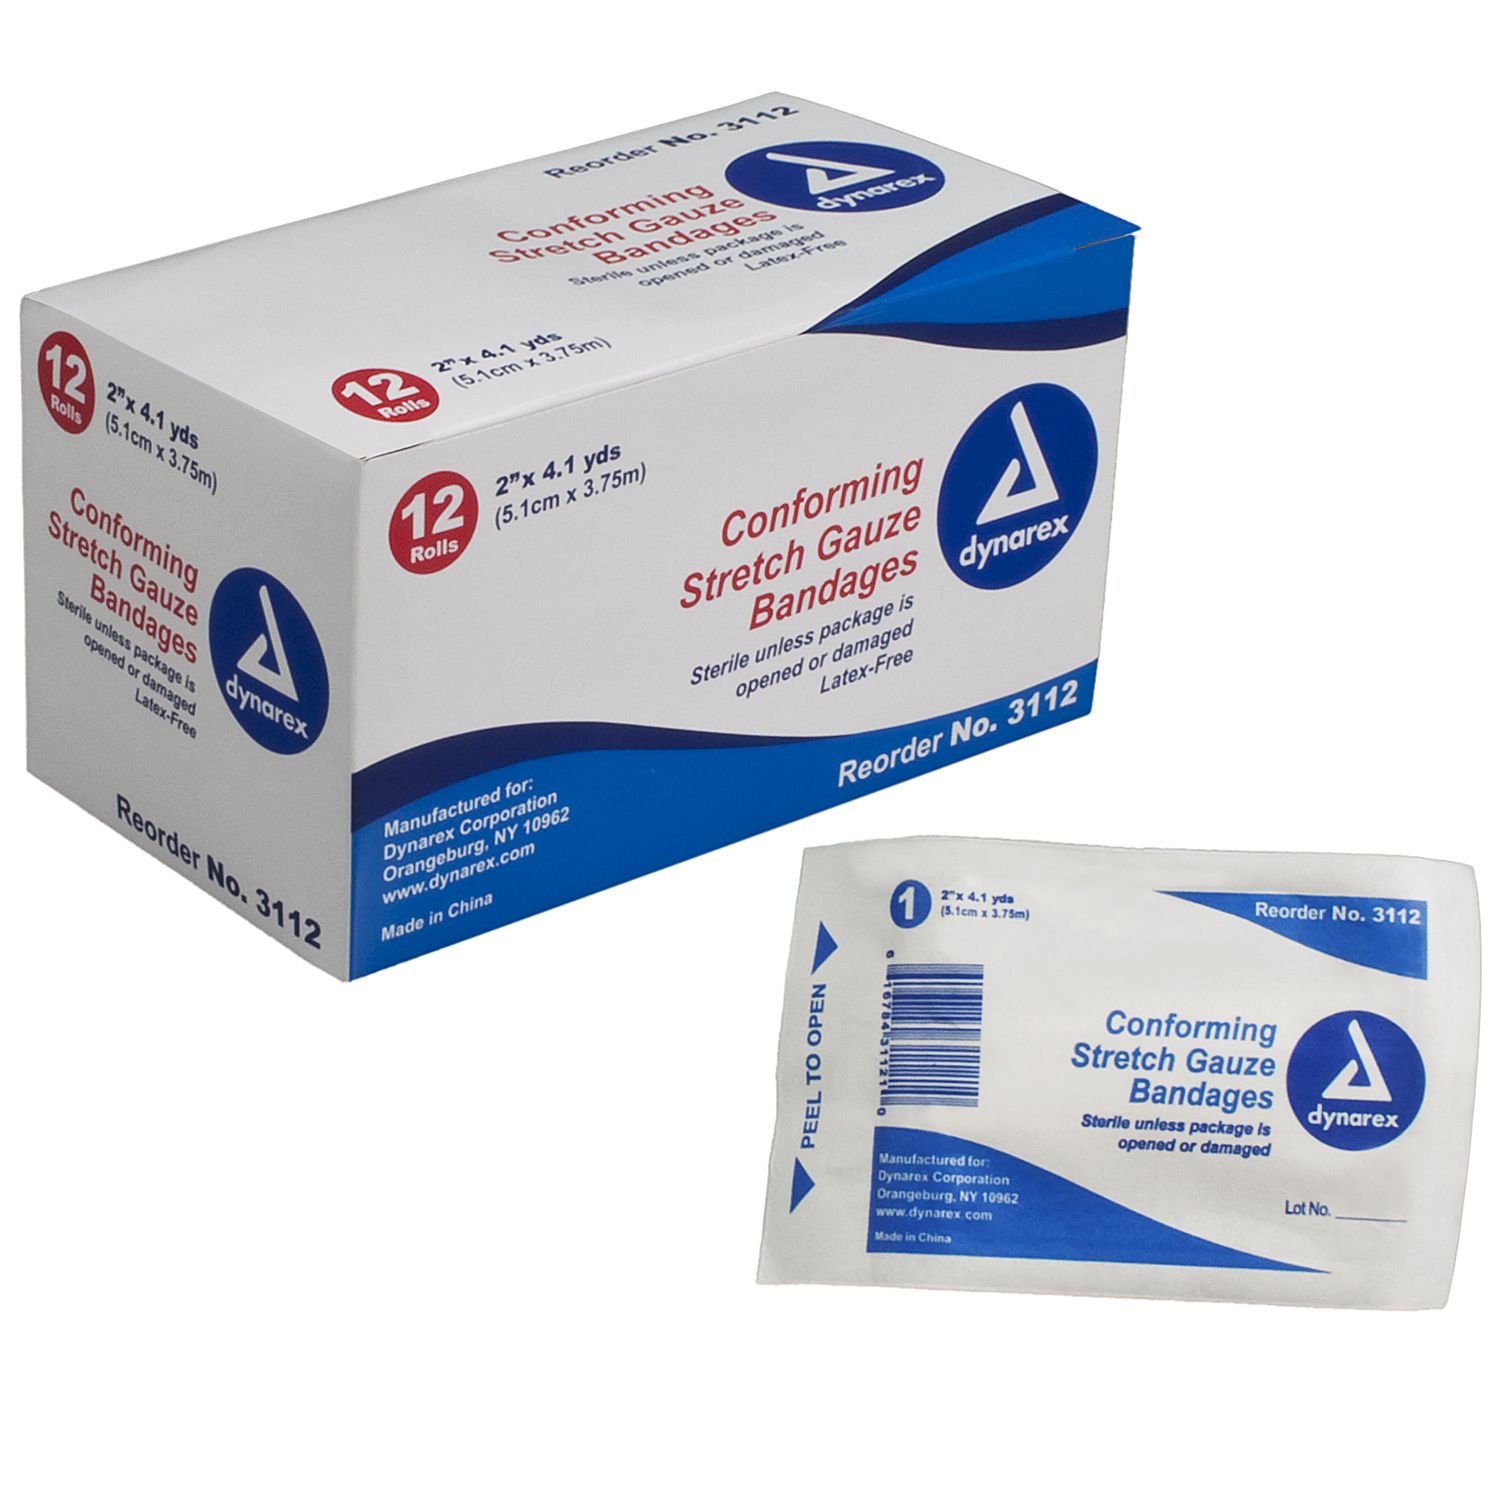 Reorder No. 3112
dynarex
Conforming
Stretch Gauze
Bandages
Sterile unless package is
opened or damaged
Latex-Free
12
Rolls
2”x 4.1 yds
(5.1cm x 3.75m)
12
Rolls
2”x 4.1 yds
(5.1cm x 3.75m)
Conforming
Stretch Gauze
Bandages
Sterile unless package is
opened or damaged
Latex-Free
dynarex
Reorder No. 3112
12
Rolls
2”x 4.1 yds
(5.1cm x 3.75m)
Conforming
Stretch Gauze
Bandages
Sterile unless package is
opened or damaged
Latex-Free
dynarex
Reorder No. 3112
Manufactured for:
Dynarex Corporation
Orangeburg, NY 10962
www.dynarex.com
Made in China
1
2”x 4.1 yds
(5.1cm x 3.75m)
Reorder No. 3112
PEEL TO OPEN
6 16784 31121 0
Conforming
Stretch Gauze
Bandages
Sterile unless package is
opened or damaged
dynarex
Manufactured for:
Dynarex Corporation
Orangeburg, NY 10962
www.dynarex.com
Made in China
Lot No. ________